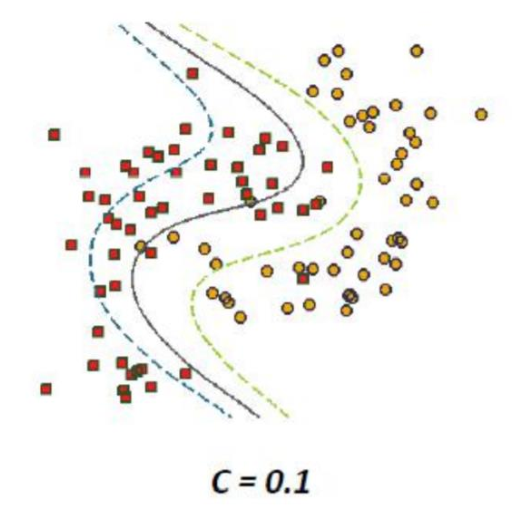 C = 0.1